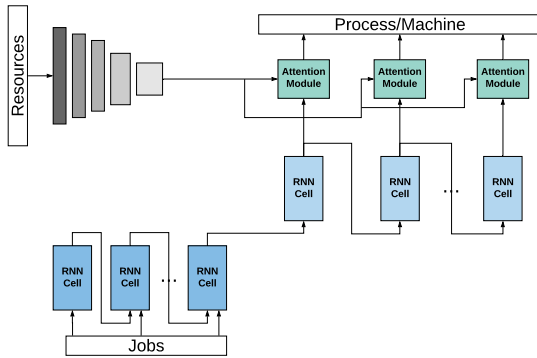 Process/Machine
Resources
Attention
Module
Attention
Module
Attention
Module
RNN
Cell
RNN
Cell
...
RNN
Cell
RNN
Cell
RNN
Cell
...
RNN
Cell
Jobs